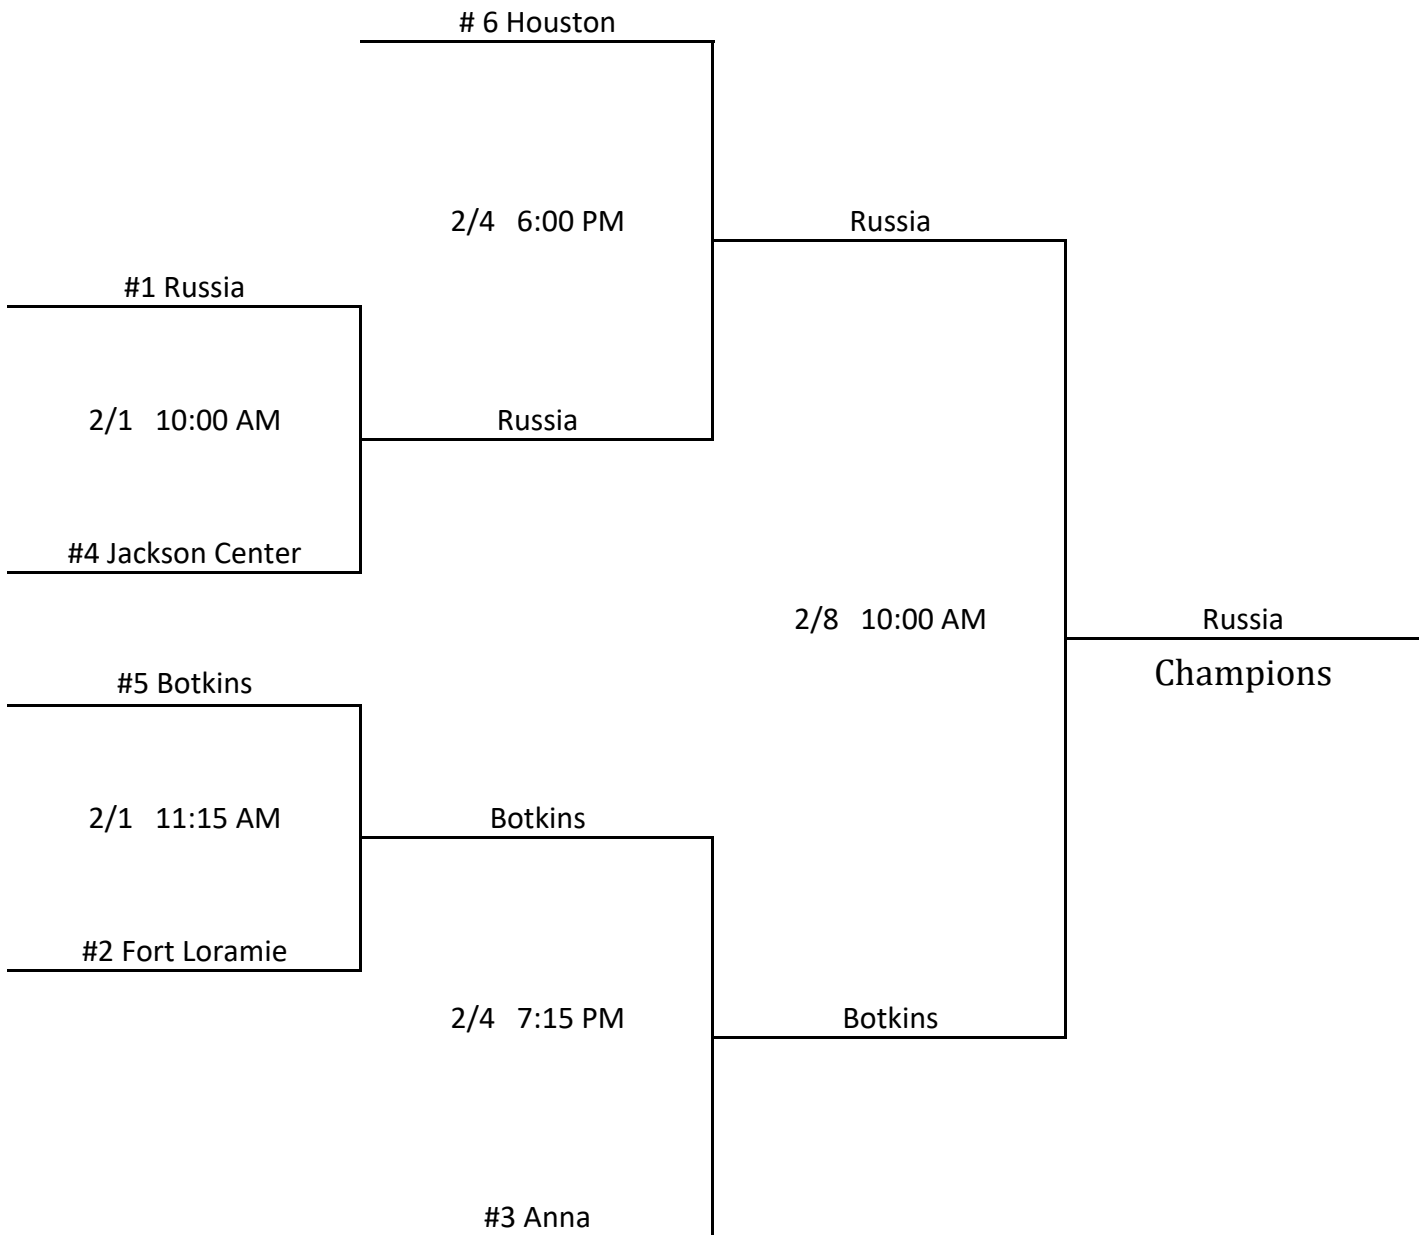 # 6 Houston
2/4 6:00 PM
Russia
#1 Russia
2/1 10:00 AM
Russia
#4 Jackson Center
2/8 10:00 AM
Russia
Champions
#5 Botkins
2/1 11:15 AM
Botkins
#2 Fort Loramie
2/4 7:15 PM
Botkins
#3 Anna